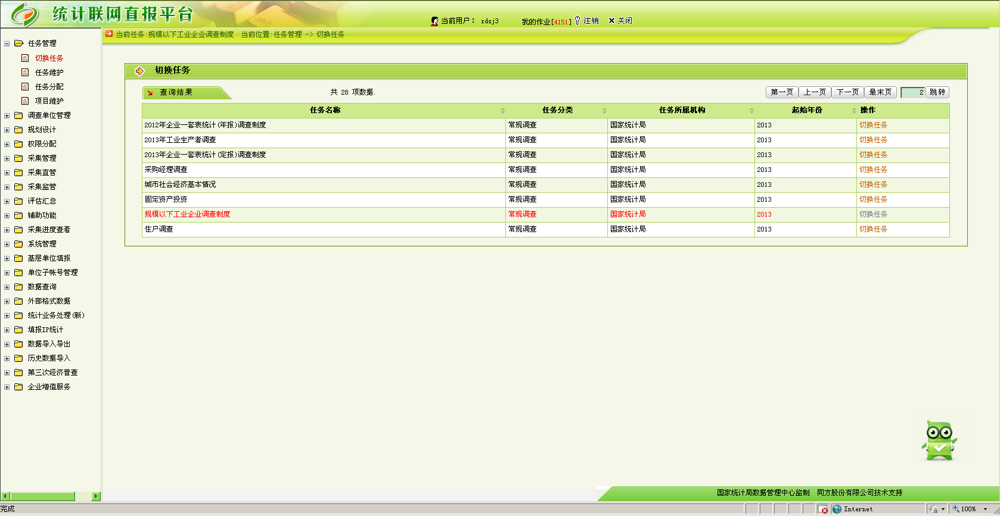 统计联网直报平台
当前用户： zdsj3 我的作业[4151] 注销 关闭
当前任务:规模以下工业企业调查制度 当前位置:任务管理 -> 切换任务
任务管理
切换任务
任务维护
任务分配
项目维护
调查单位管理
规划设计
权限分配
采集管理
采集直管
采集监管
评估汇总
辅助功能
采集进度查看
系统管理
基层单位填报
单位子帐号管理
数据查询
外部格式数据
统计业务处理(新)
填报IP统计
数据导入导出
历史数据导入
第三次经济普查
企业增值服务
切换任务
查询结果 共 28 项数据. 第一页 上一页 下一页 最末页 2 跳转
任务名称 任务分类 任务所属机构 起始年份 操作
2012年企业一套表统计(年报)调查制度 常规调查 国家统计局 2013 切换任务
2013年工业生产者调查 常规调查 国家统计局 2013 切换任务
2013年企业一套表统计(定报)调查制度 常规调查 国家统计局 2013 切换任务
采购经理调查 常规调查 国家统计局 2013 切换任务
城市社会经济基本情况 常规调查 国家统计局 2013 切换任务
固定资产投资 常规调查 国家统计局 2013 切换任务
规模以下工业企业调查制度 常规调查 国家统计局 2013 切换任务
住户调查 常规调查 国家统计局 2013 切换任务
国家统计局数据管理中心监制 同方股份有限公司技术支持
完成 Internet 100%